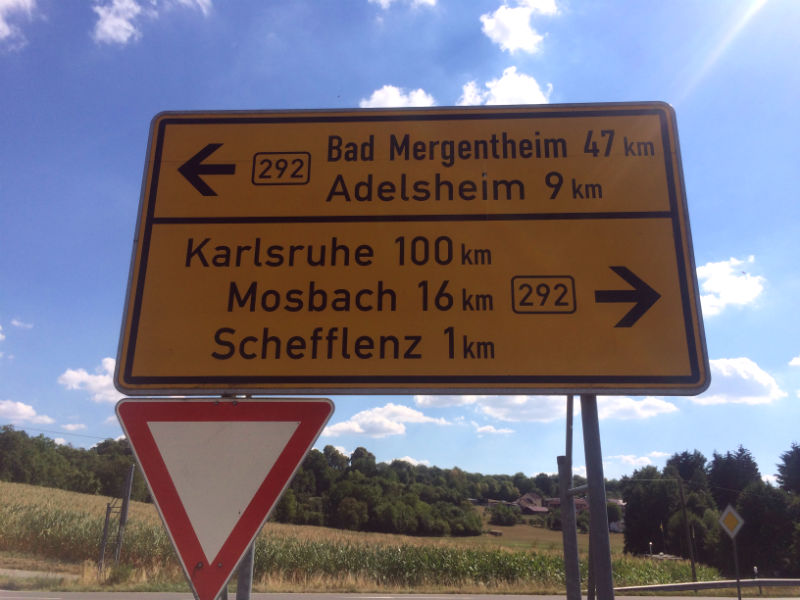 292 Bad Mergentheim 47 km
Adelsheim 9 km
Karlsruhe 100 km
Mosbach 16 km 292
Schefflenz 1 km